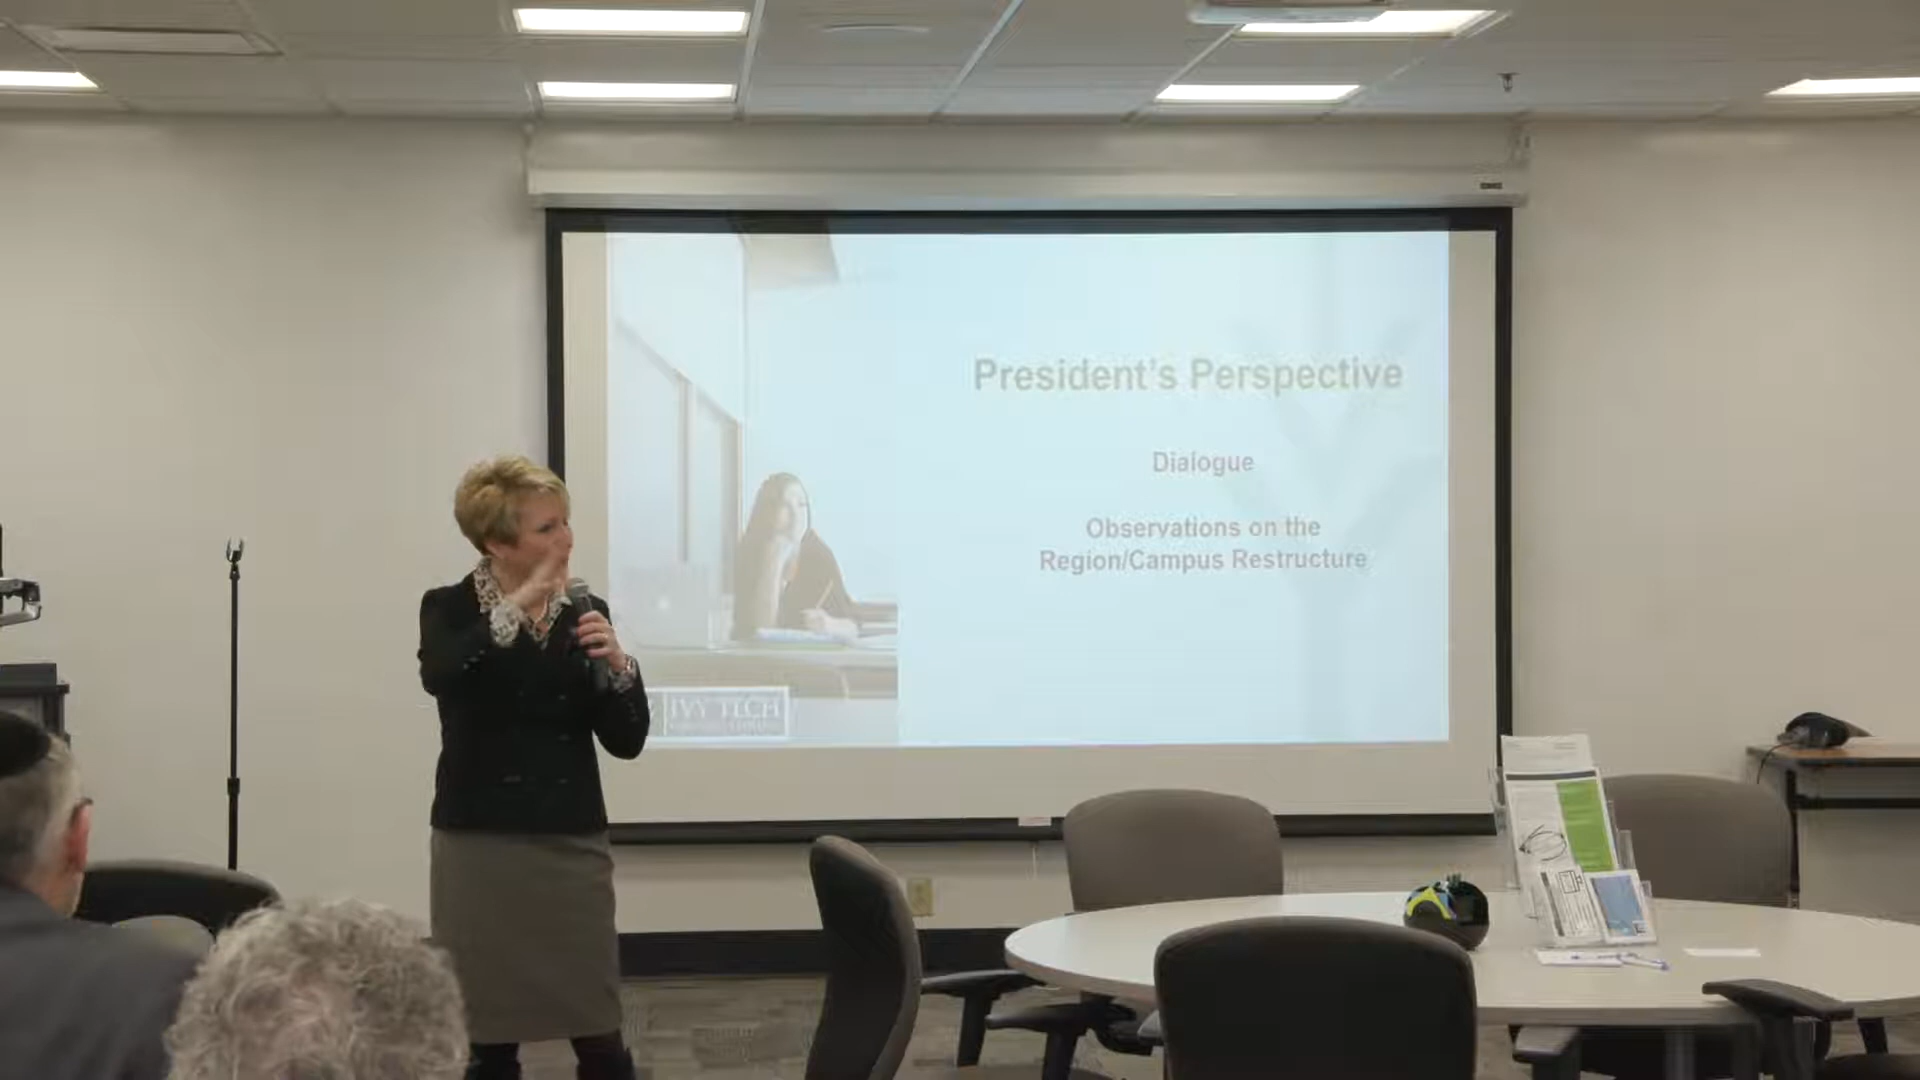 President's Perspective
Dialogue
Observations on the
Region/Campus Restructure
IVY TECH